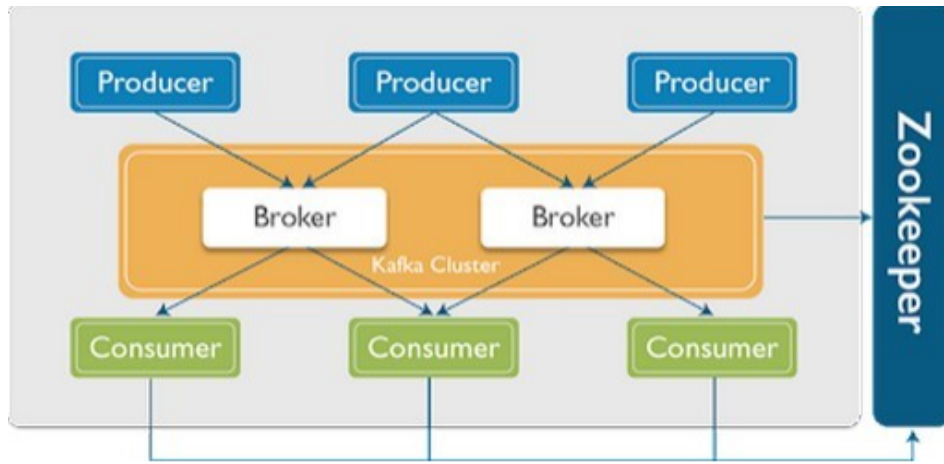 Producer
Producer
Producer
Broker
Broker
Kafka Cluster
Consumer
Consumer
Consumer
Zookeeper